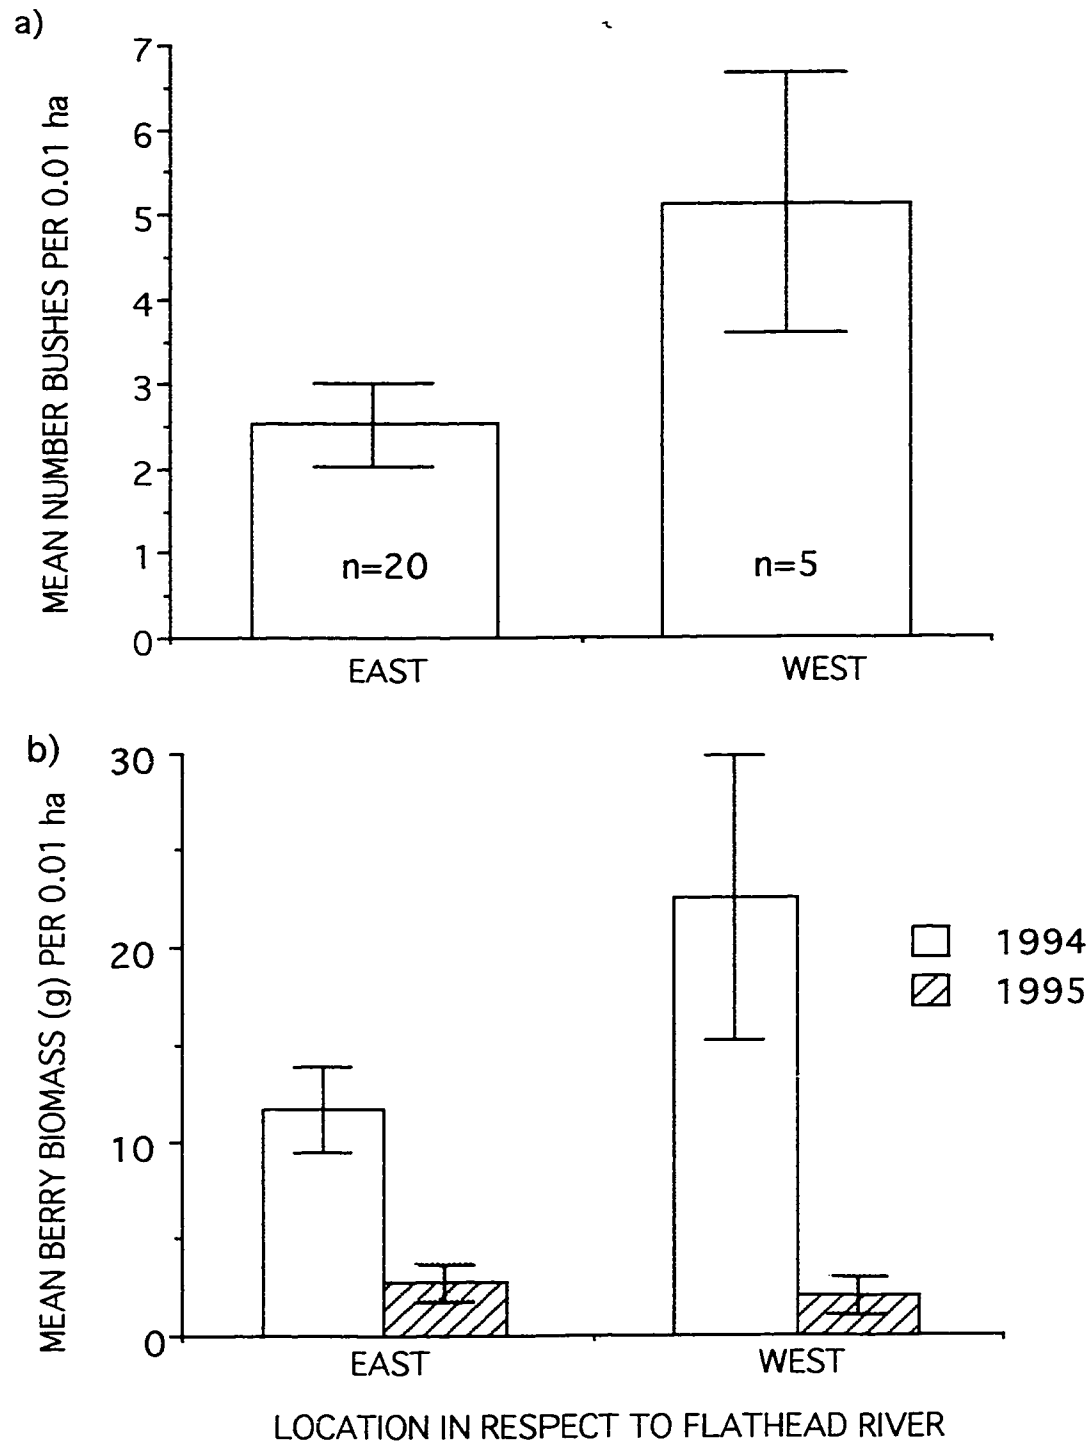 a)
MEAN NUMBER BUSHES PER 0.01 ha
7
6
5
4
3
2
1
0
n=20
n=5
EAST
WEST
b)
MEAN BERRY BIOMASS (g) PER 0.01 ha
30
20
10
0
1994
1995
EAST
WEST
LOCATION IN RESPECT TO FLATHEAD RIVER